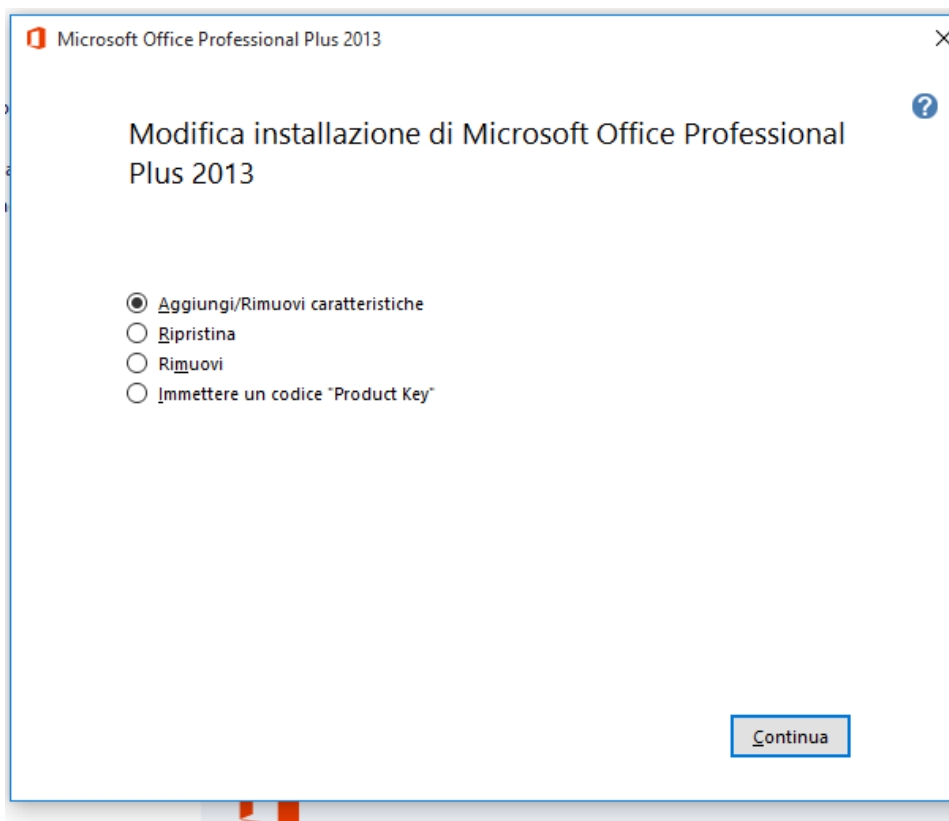 Microsoft Office Professional Plus 2013
Modifica installazione di Microsoft Office Professional
Plus 2013
Aggiungi/Rimuovi caratteristiche
Ripristina
Rimuovi
Immettere un codice "Product Key"
Continua